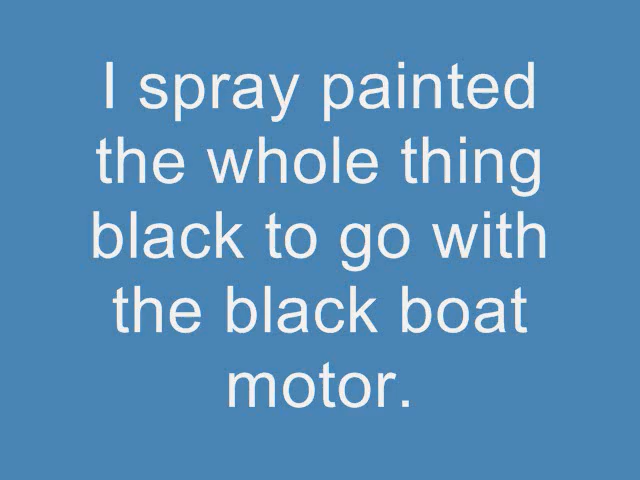 I spray painted
the whole thing
black to go with
the black boat
motor.